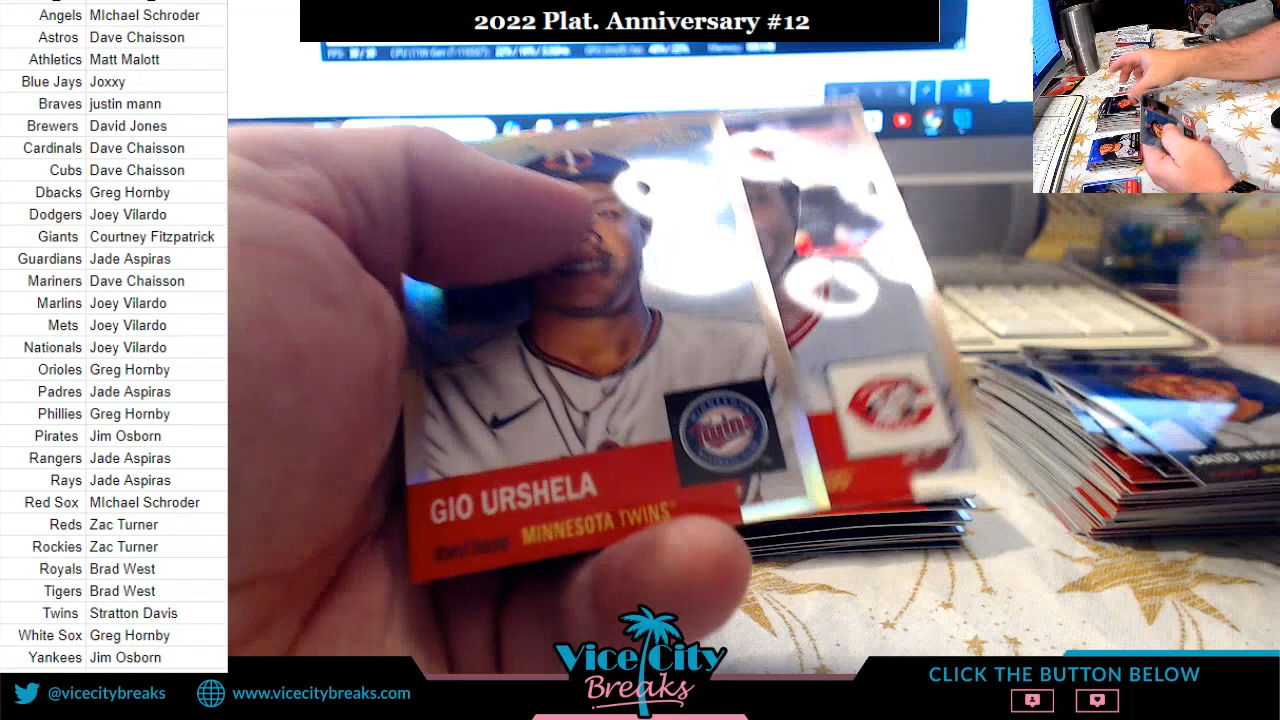 2022 Plat. Anniversary #12
Angels MIchael Schroder
Astros Dave Chaisson
Athletics Matt Malott
Blue Jays Joxxy
Braves justin mann
Brewers David Jones
Cardinals Dave Chaisson
Cubs Dave Chaisson
Dbacks Greg Hornby
Dodgers Joey Vilardo
Giants Courtney Fitzpatrick
Guardians Jade Aspiras
Mariners Dave Chaisson
Marlins Joey Vilardo
Mets Joey Vilardo
Nationals Joey Vilardo
Orioles Greg Hornby
Padres Jade Aspiras
Phillies Greg Hornby
Pirates Jim Osborn
Rangers Jade Aspiras
Rays Jade Aspiras
Red Sox MIchael Schroder
Reds Zac Turner
Rockies Zac Turner
Royals Brad West
Tigers Brad West
Twins Stratton Davis
White Sox Greg Hornby
Yankees Jim Osborn
GIO URSHELA
MINNESOTA TWINS
DAVID
Vice City
Breaks
@vicecitybreaks
www.vicecitybreaks.com
CLICK THE BUTTON BELOW